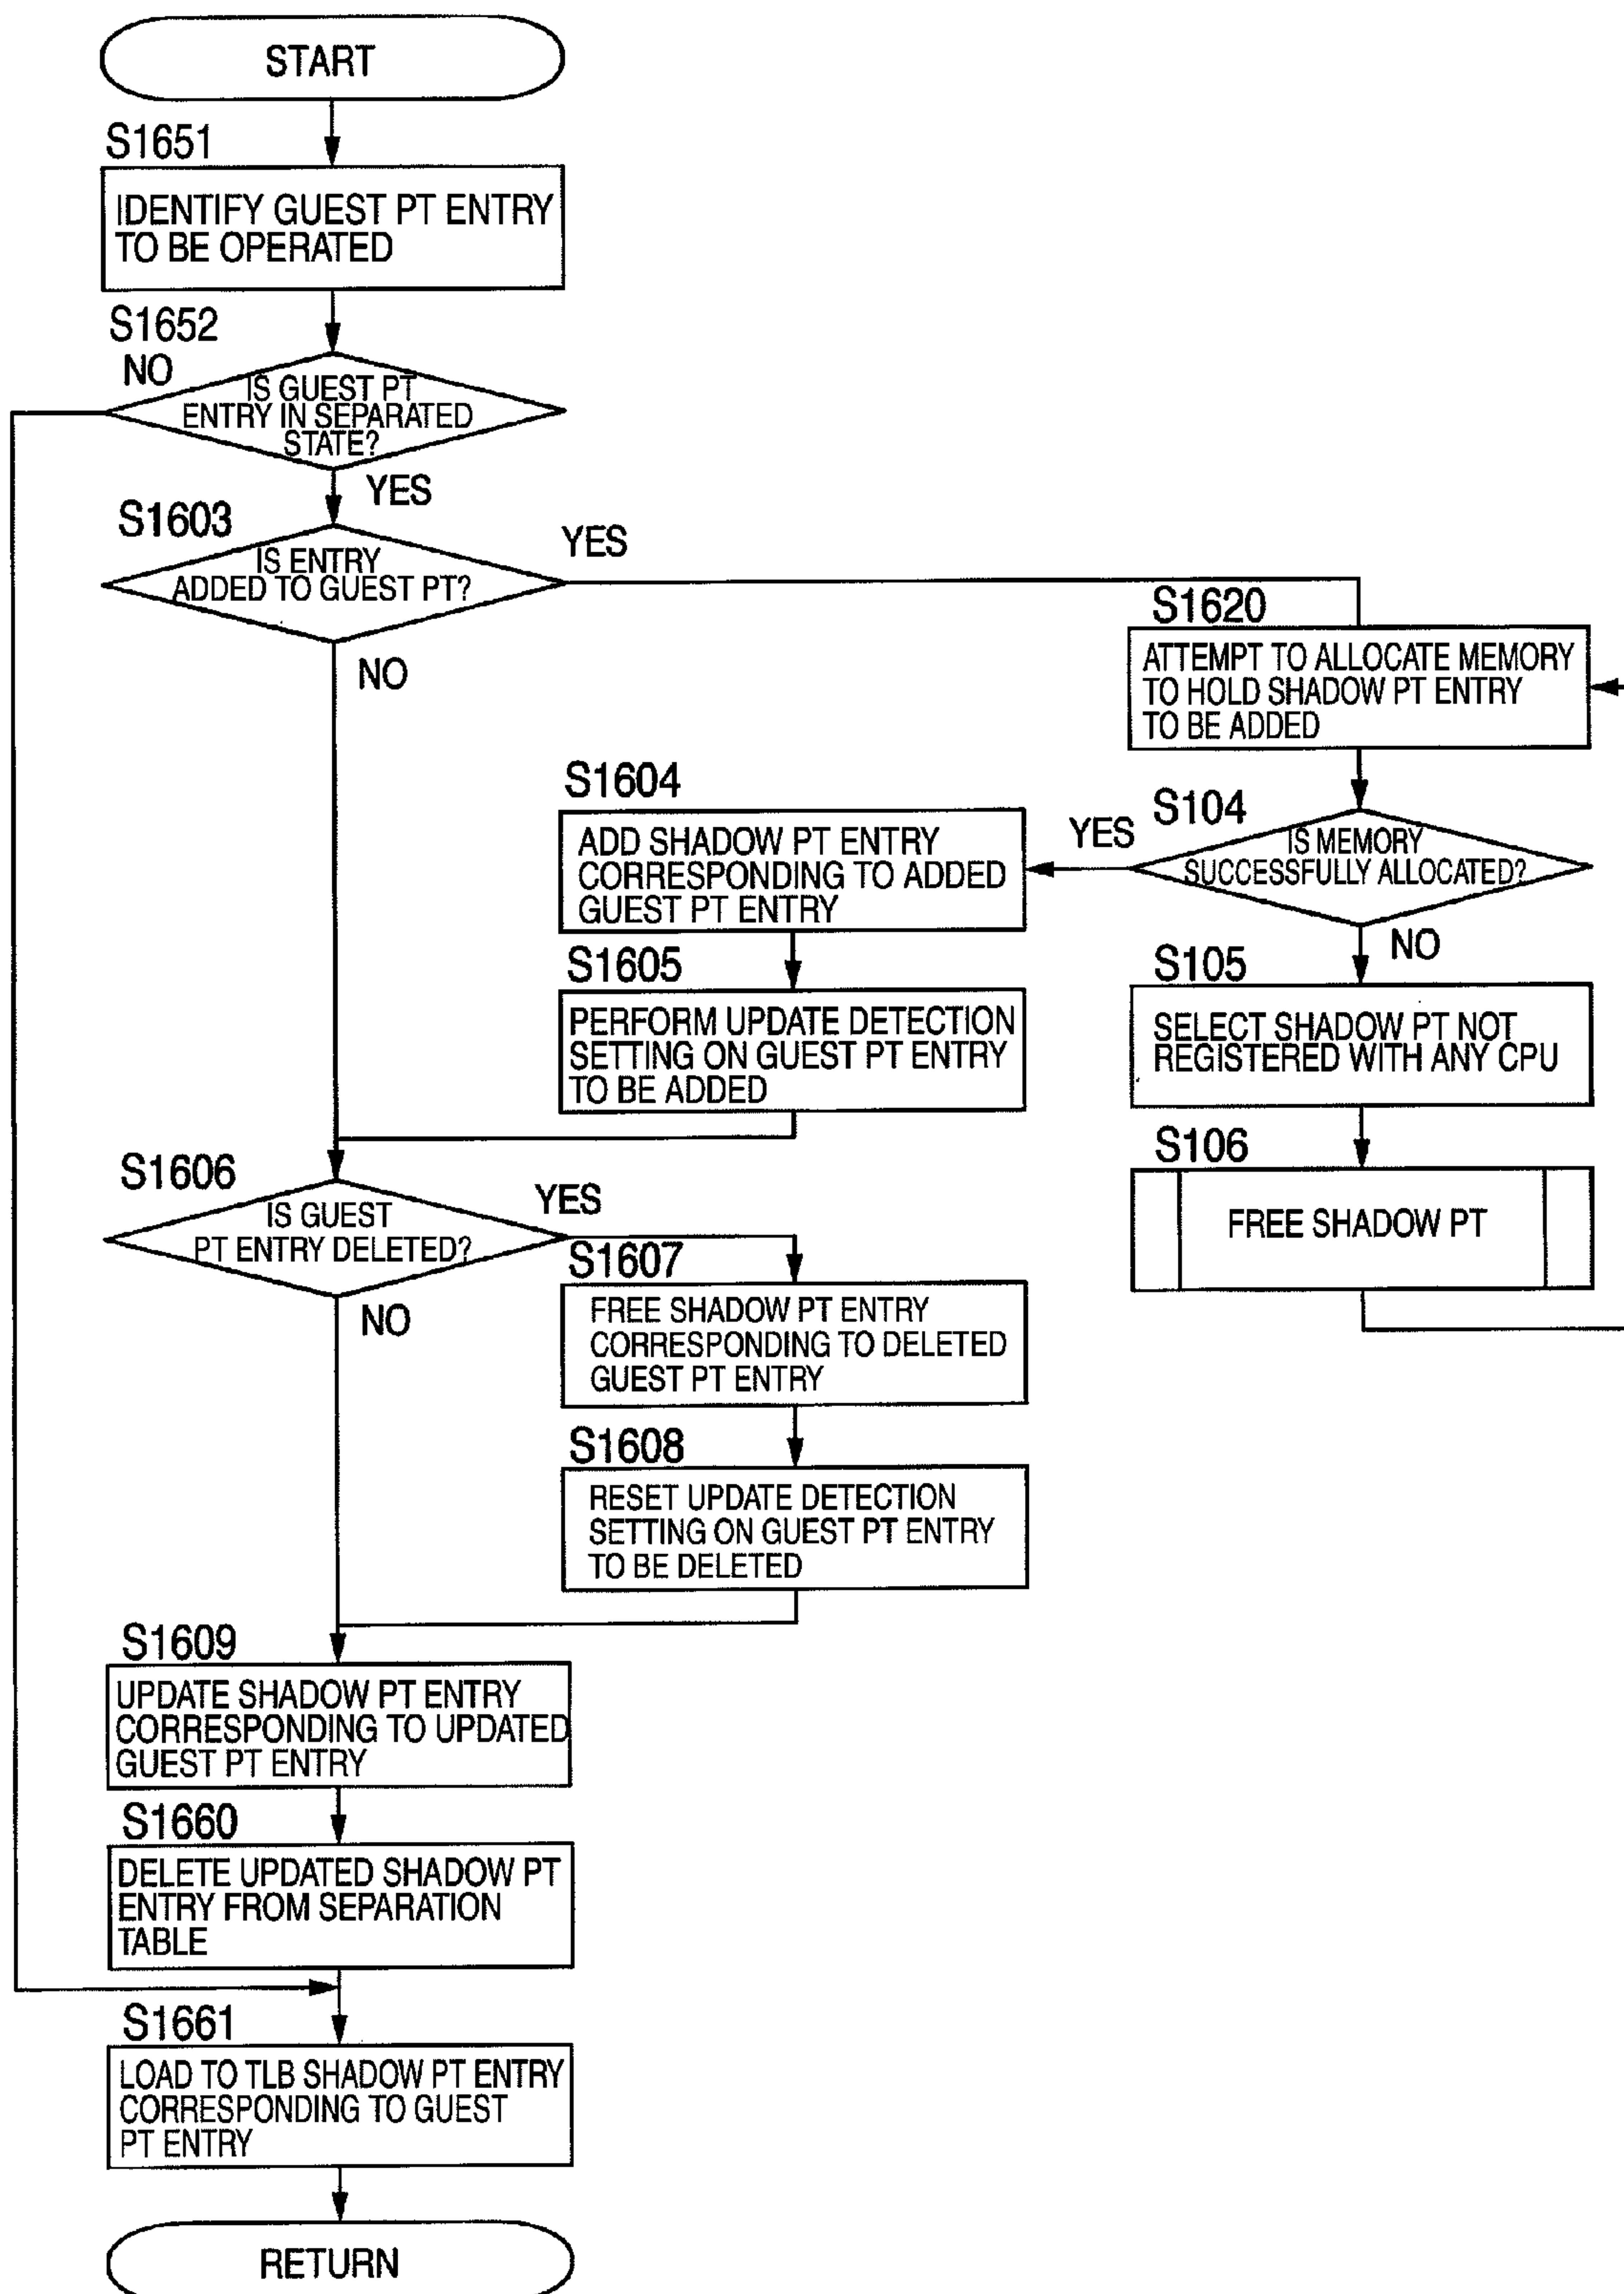 START
S1651
IDENTIFY GUEST PT ENTRY
TO BE OPERATED
S1652
NO
IS GUEST PT
ENTRY IN SEPARATED
STATE?
YES
S1603
IS ENTRY
ADDED TO GUEST PT?
YES
NO
S1620
ATTEMPT TO ALLOCATE MEMORY
TO HOLD SHADOW PT ENTRY
TO BE ADDED
S104
IS MEMORY
SUCCESSFULLY ALLOCATED?
YES
NO
S1604
ADD SHADOW PT ENTRY
CORRESPONDING TO ADDED
GUEST PT ENTRY
S1605
PERFORM UPDATE DETECTION
SETTING ON GUEST PT ENTRY
TO BE ADDED
S105
SELECT SHADOW PT NOT
REGISTERED WITH ANY CPU
S106
FREE SHADOW PT
S1606
IS GUEST
PT ENTRY DELETED?
YES
NO
S1607
FREE SHADOW PT ENTRY
CORRESPONDING TO DELETED
GUEST PT ENTRY
S1608
RESET UPDATE DETECTION
SETTING ON GUEST PT ENTRY
TO BE DELETED
S1609
UPDATE SHADOW PT ENTRY
CORRESPONDING TO UPDATED
GUEST PT ENTRY
S1660
DELETE UPDATED SHADOW PT
ENTRY FROM SEPARATION
TABLE
S1661
LOAD TO TLB SHADOW PT ENTRY
CORRESPONDING TO GUEST
PT ENTRY
RETURN